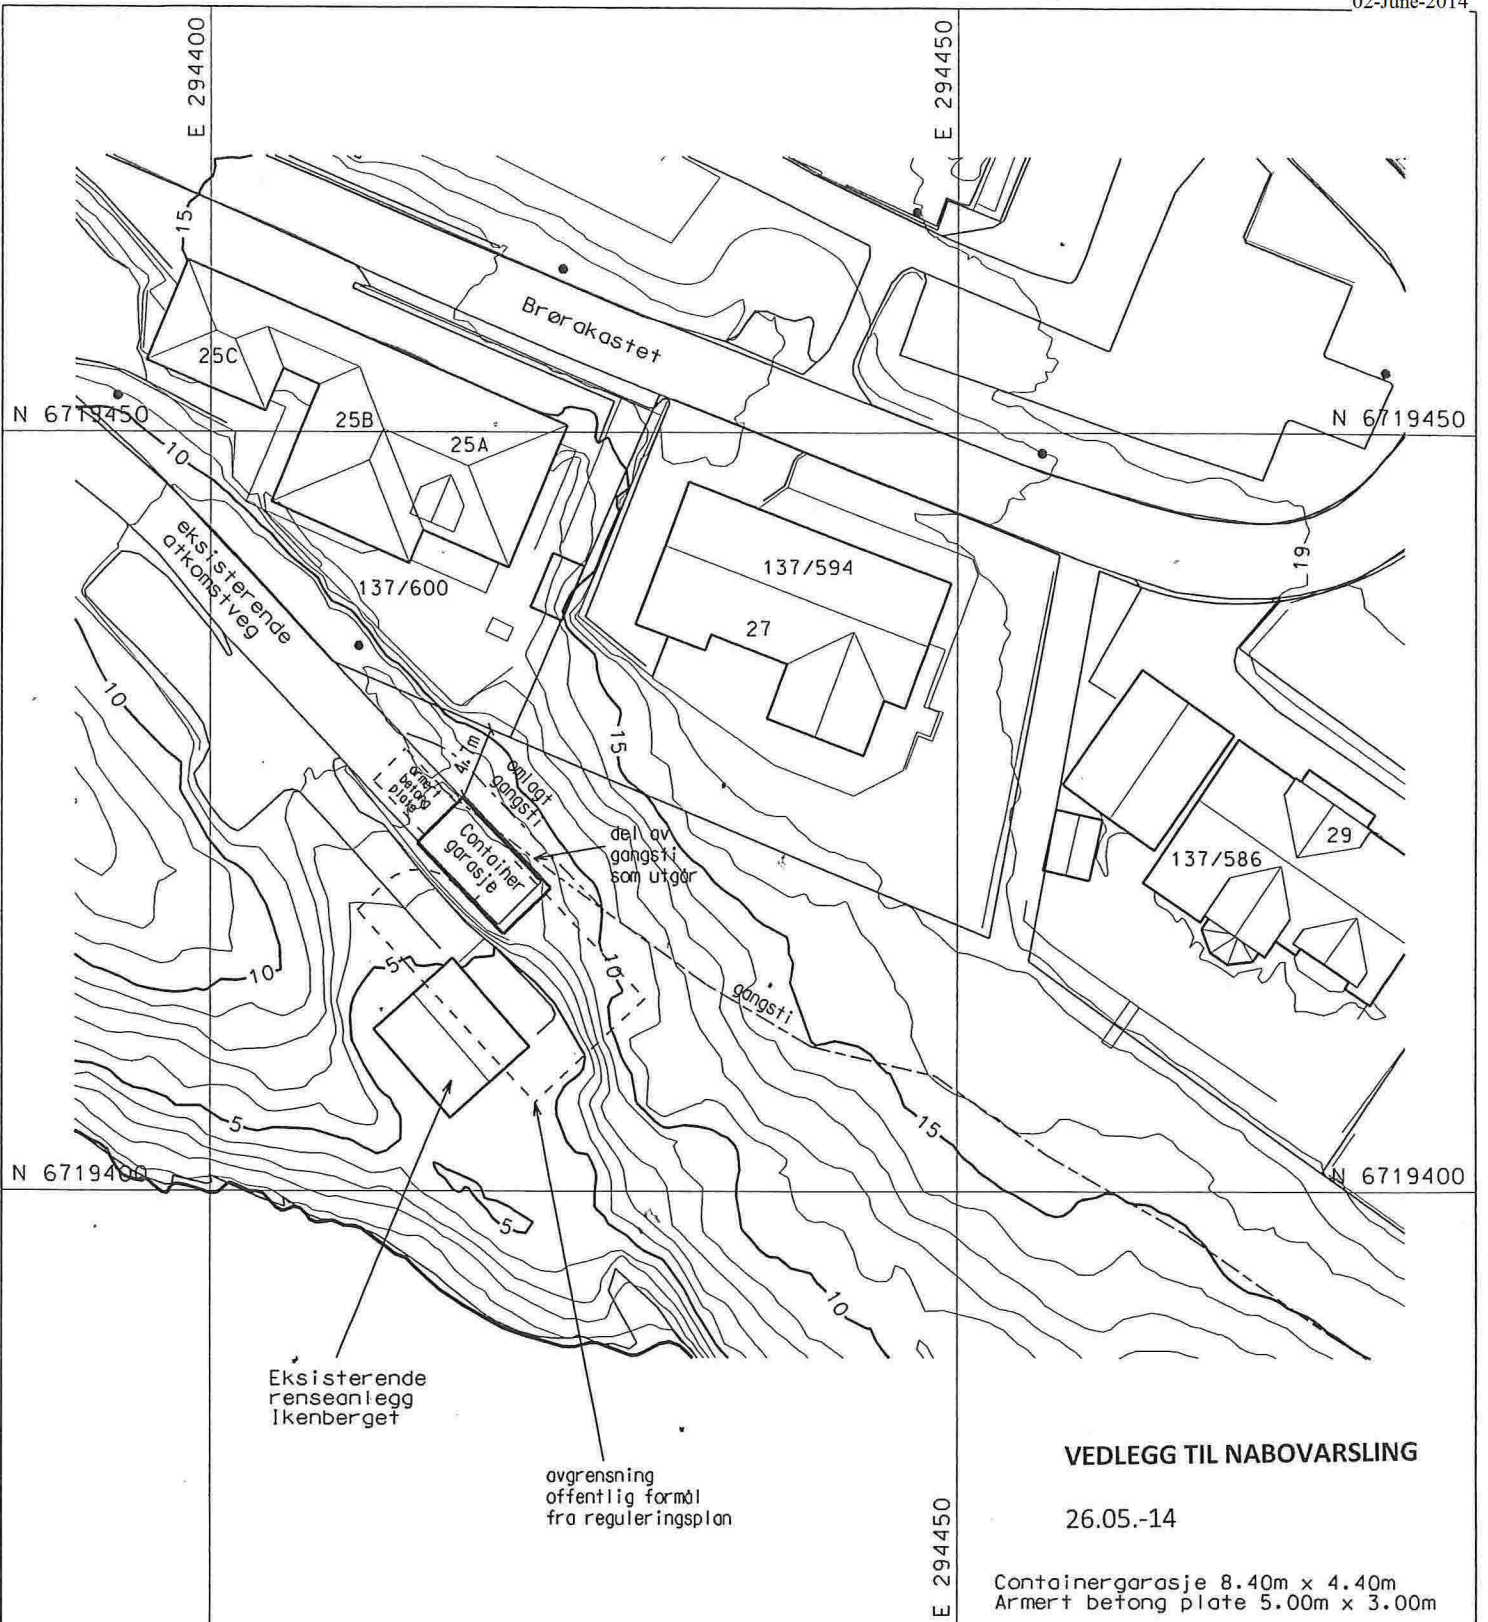 02-June-2014
E 294400
E 294450
15
Brørakastet
25C
N 6719450
25B
25A
N 6719450
10
eksisterende
atkomstveg
137/600
137/594
27
19
10
15
4.1m
omlagt
gangsti
armert
betong
plate
Container
garasje
del av
gangsti
som utgår
137/586
29
10
5
10
gangsti
5
15
N 6719400
N 6719400
5
10
Eksisterende
renseanlegg
Ikenberget
avgrensning
offentlig formål
fra reguleringsplan
VEDLEGG TIL NABOVARSLING
26.05.-14
E 294450
Containergarasje 8.40m x 4.40m
Armert betong plate 5.00m x 3.00m